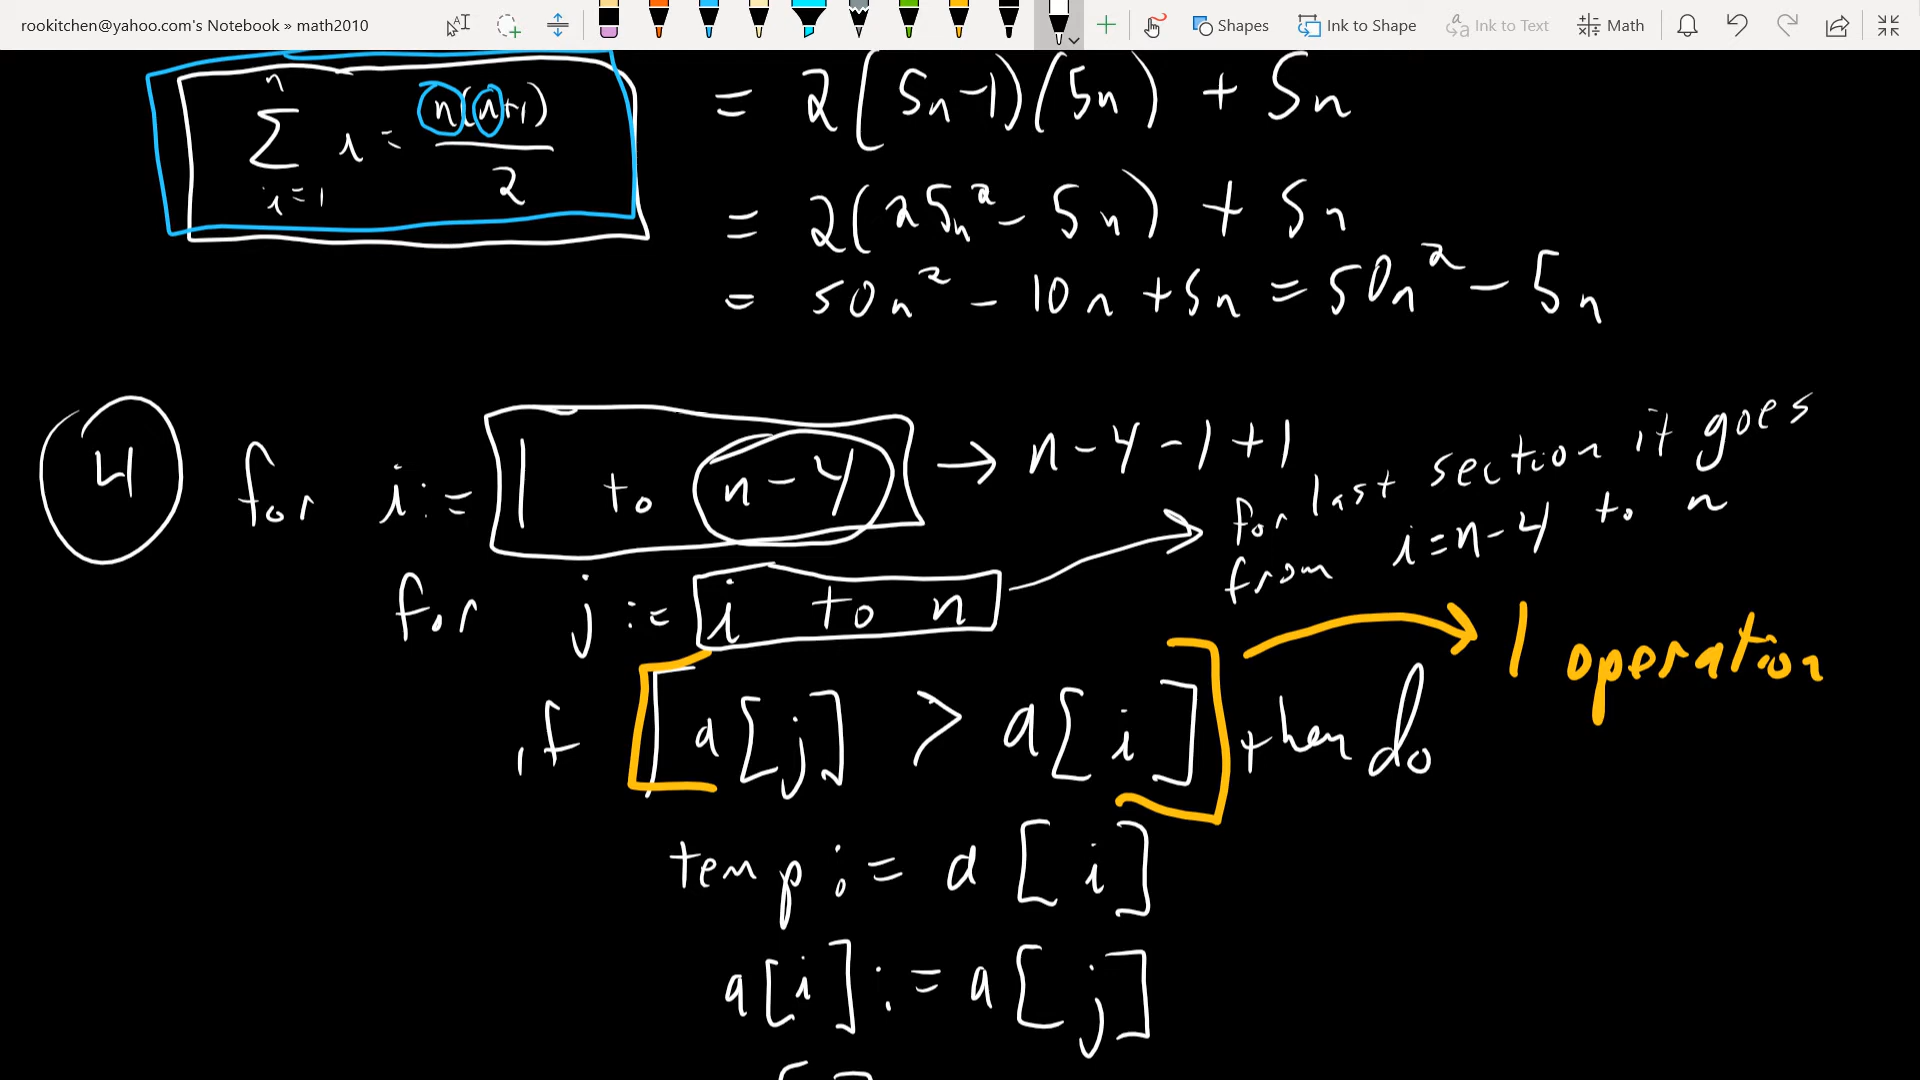 rookitchen@yahoo.com's Notebook » math2010
Shapes Ink to Shape Ink to Text Math
n
∑ i = n(n+1)/2
i=1
= 2(5n-1)(5n) + 5n
= 2(25n² - 5n) + 5n
= 50n² - 10n + 5n = 50n² - 5n
4 for i := 1 to n-4 → n-4-1+1
for last section it goes
from i=n-4 to n
for j := i to n
1 operation
if [a[j] > a[i] then do
temp := a[i]
a[i] := a[j]